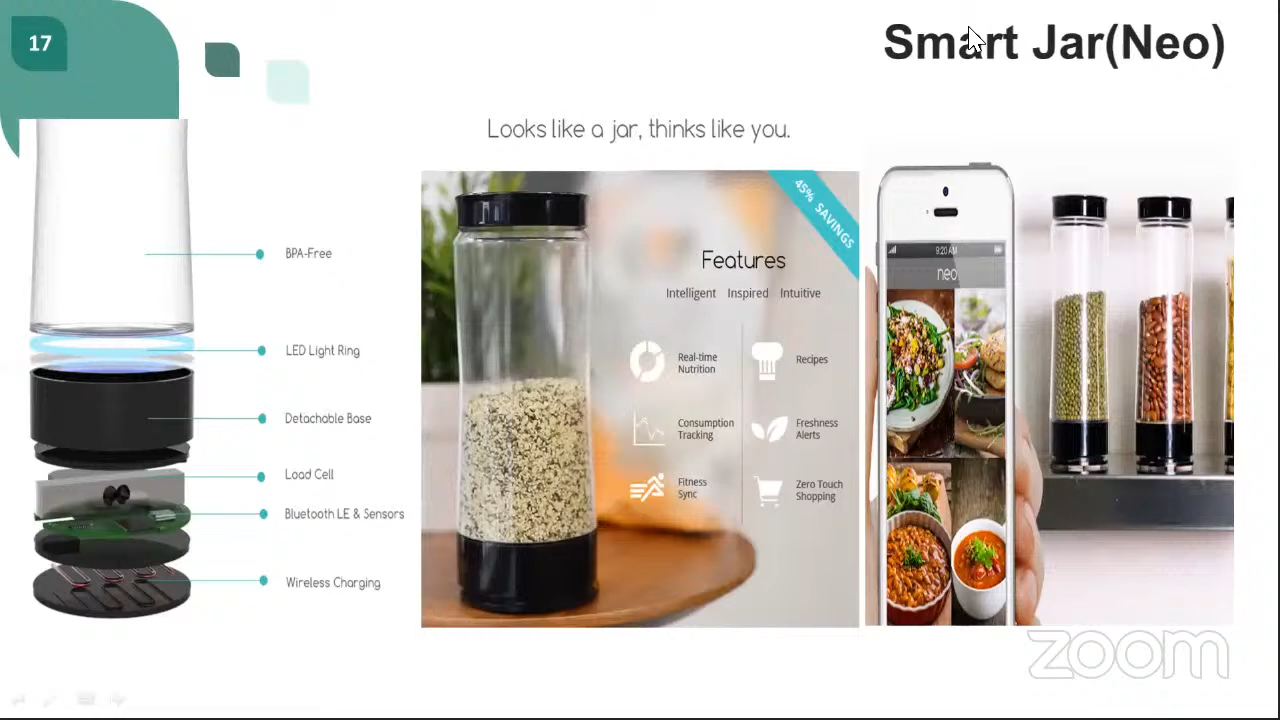 17
Smart Jar(Neo)
Looks like a jar, thinks like you.
BPA-Free
LED Light Ring
Detachable Base
Load Cell
Bluetooth LE & Sensors
Wireless Charging
45% SAVINGS
Features
Intelligent Inspired Intuitive
Real-time
Nutrition
Recipes
Consumption
Tracking
Freshness
Alerts
Fitness
Sync
Zero Touch
Shopping
9:20 AM
neo
zoom